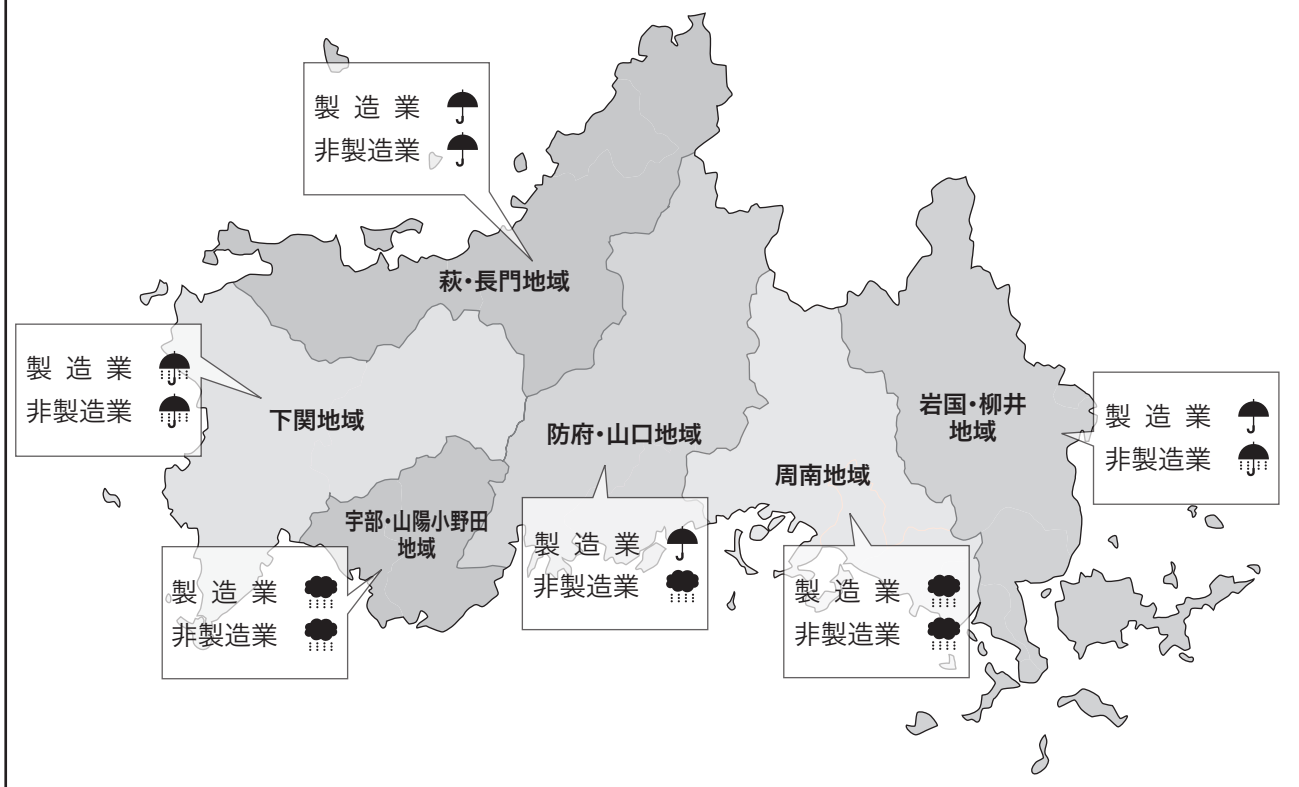 製造業
非製造業
萩・長門地域
製造業
非製造業
下関地域
防府・山口地域
岩国・柳井
地域
製造業
非製造業
周南地域
宇部・山陽小野田
地域
製造業
非製造業
製造業
非製造業
製造業
非製造業